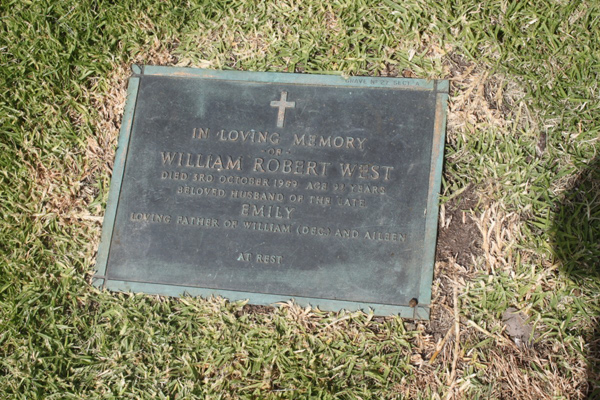 IN LOVING MEMORY
OF
WILLIAM ROBERT WEST
DIED 3RD OCTOBER 1969 AGE YEARS
BELOVED HUSBAND OF THE LATE
EMILY
LOVING FATHER OF WILLIAM (DEC) AND AILEEN
AT REST